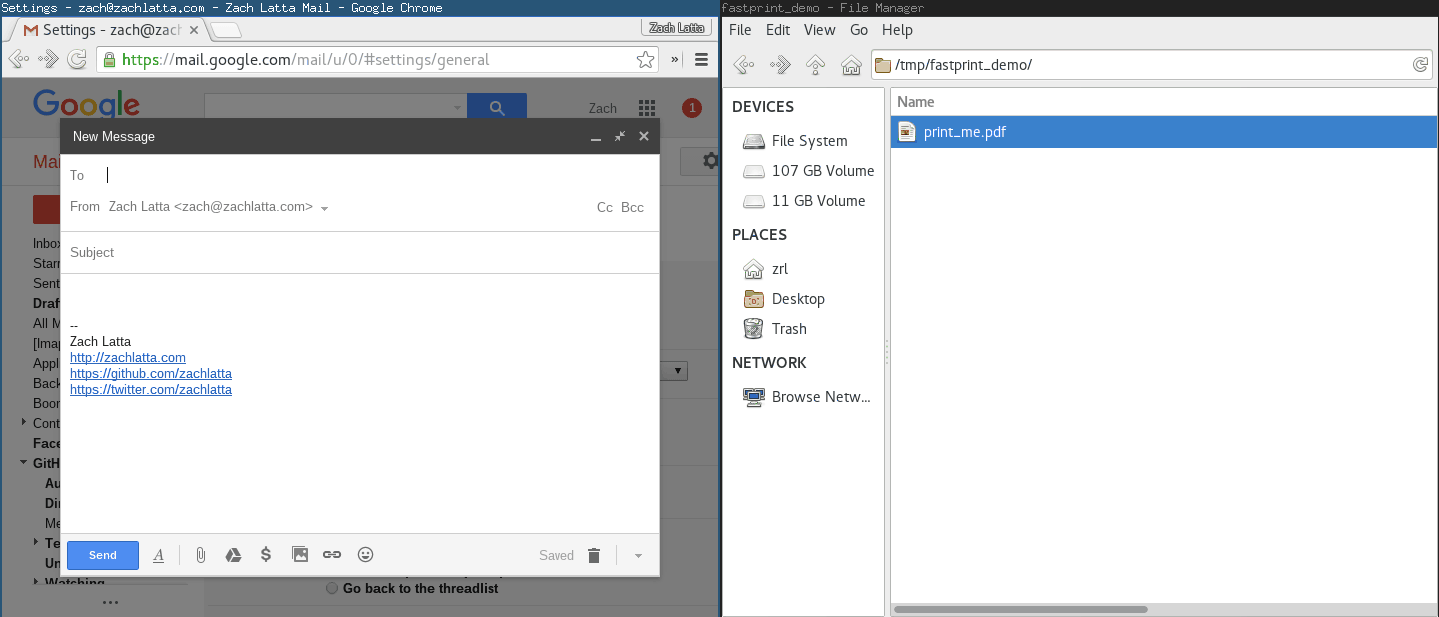 Settings - zach@zachlatta.com - Zach Latta Mail - Google Chrome
Settings - zach@zach
Zach Latta
https://mail.google.com/mail/u/0/#settings/general
»
Google
Zach
1
Mai
New Message
To
From Zach Latta <zach@zachlatta.com>
Cc Bcc
Subject
--
Zach Latta
http://zachlatta.com
https://github.com/zachlatta
https://twitter.com/zachlatta
Send
Saved
Inbox
Starr
Sent
Draf
All M
[Imap
Appl
Back
Boor
Cont
Face
GitH
Au
Di
Me
Te
Un
Watching
Go back to the threadlist
fastprint_demo - File Manager
File Edit View Go Help
/tmp/fastprint_demo/
DEVICES
File System
107 GB Volume
11 GB Volume
PLACES
zrl
Desktop
Trash
NETWORK
Browse Netw...
Name
print_me.pdf